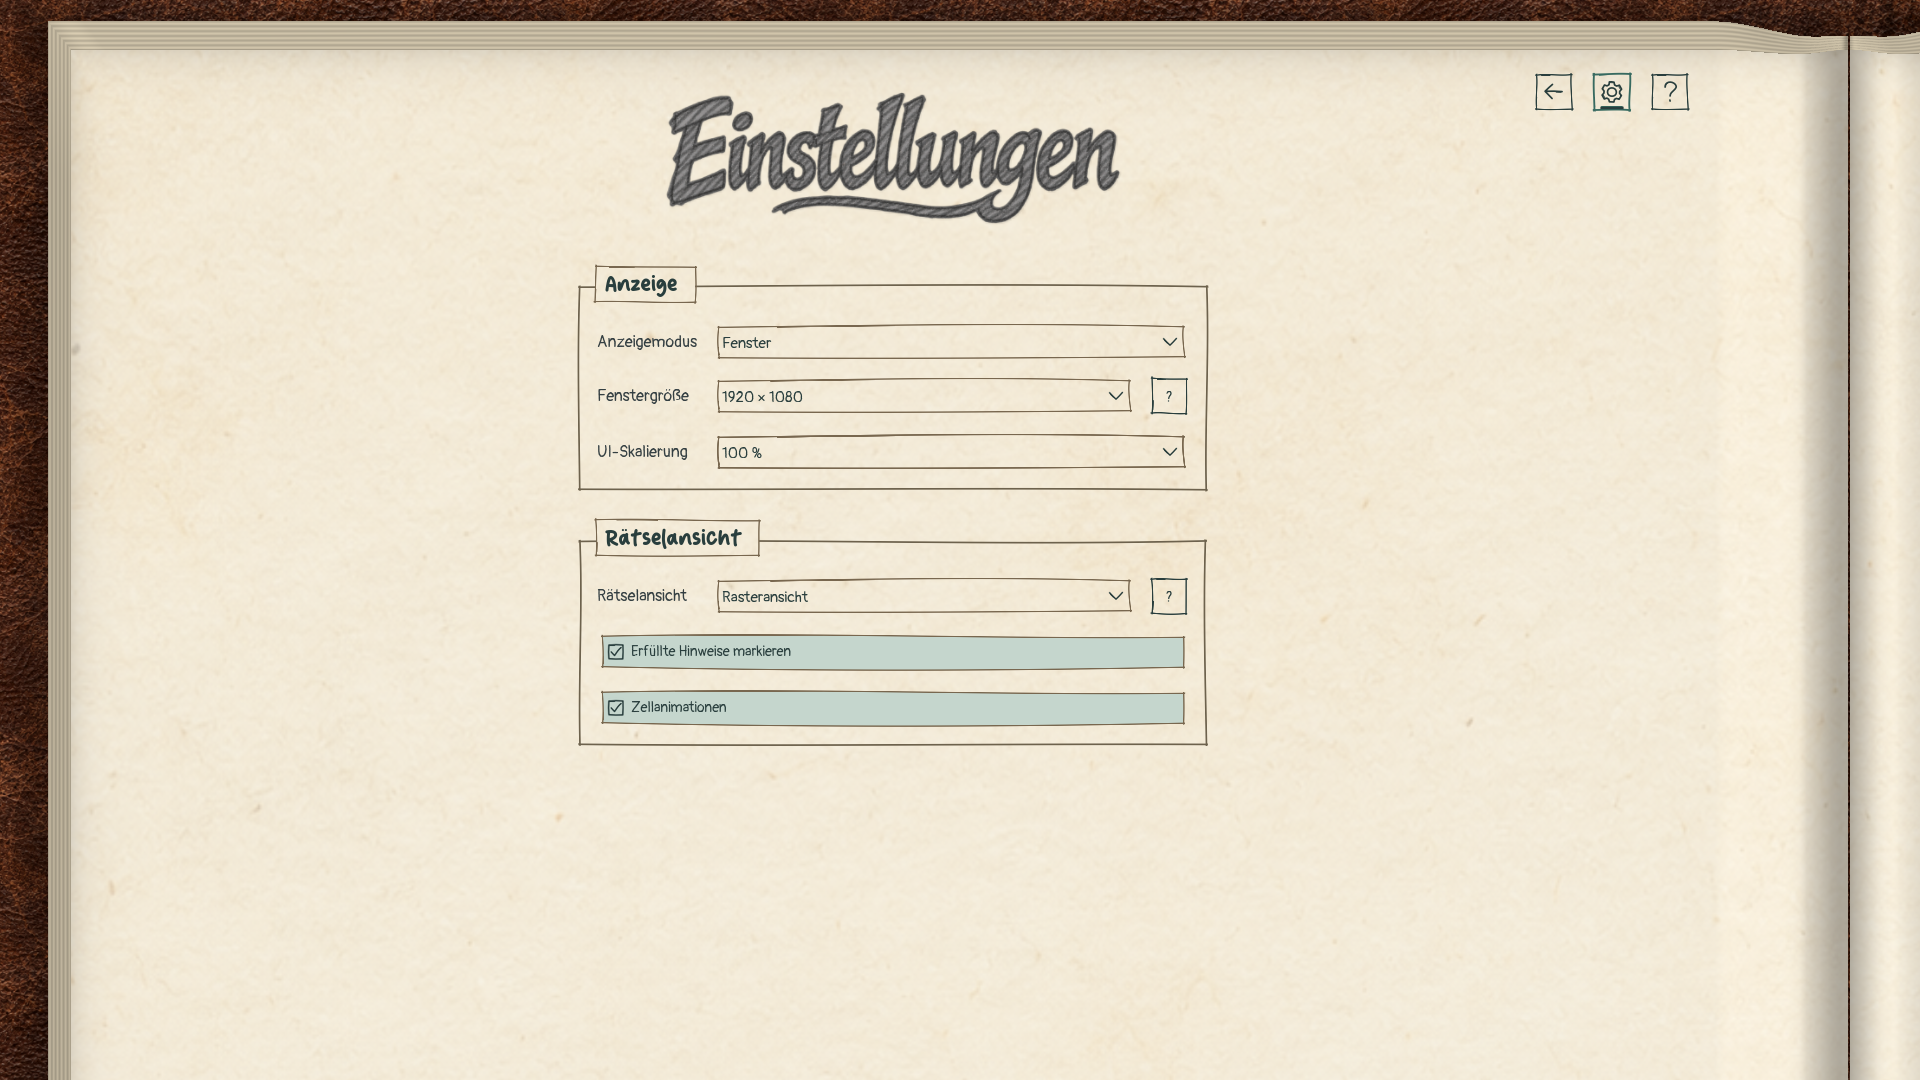 Einstellungen
Anzeige
Anzeigemodus Fenster
Fenstergröße 1920 × 1080 ?
UI-Skalierung 100 %
Rätselansicht
Rätselansicht Rasteransicht ?
Erfüllte Hinweise markieren
Zellanimationen
?